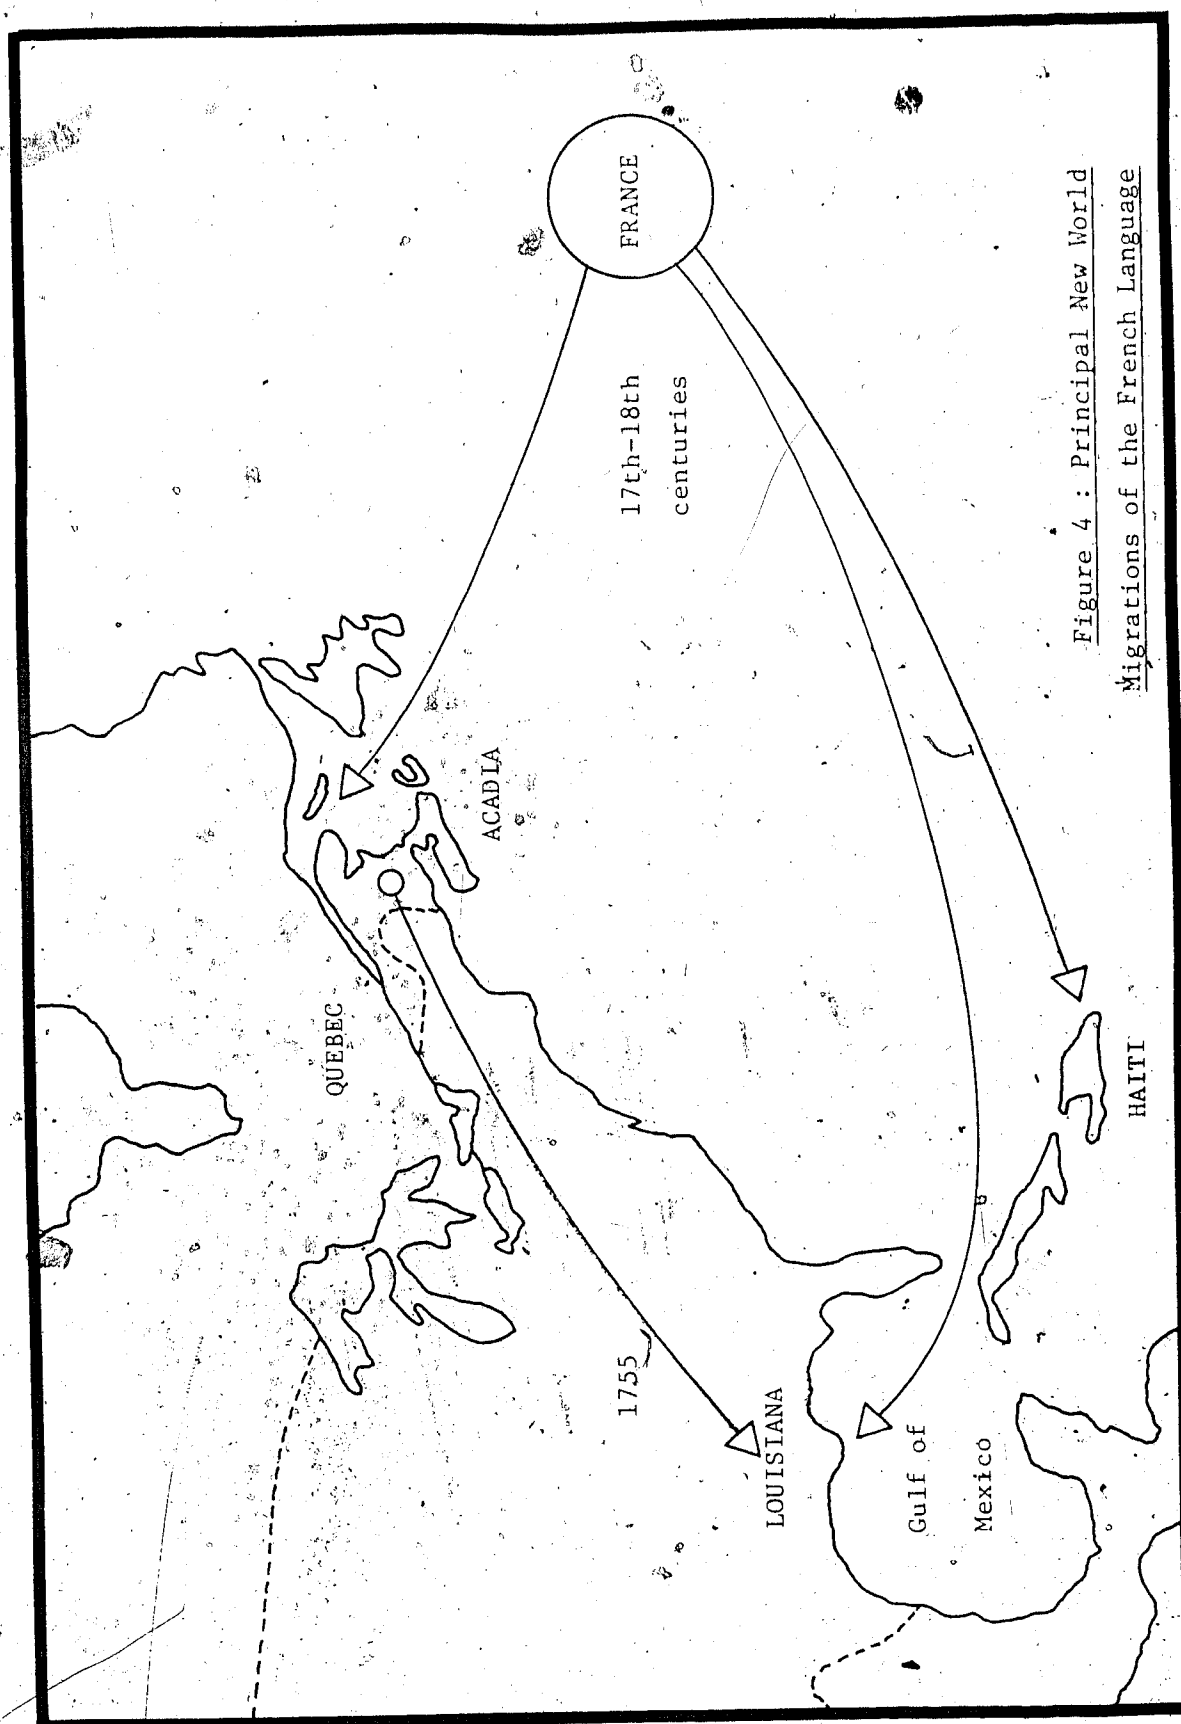 FRANCE
17th-18th
centuries
ACADIA
QUEBEC
1755
LOUISIANA
Gulf of
Mexico
HAITI
Figure 4 : Principal New World
Migrations of the French Language